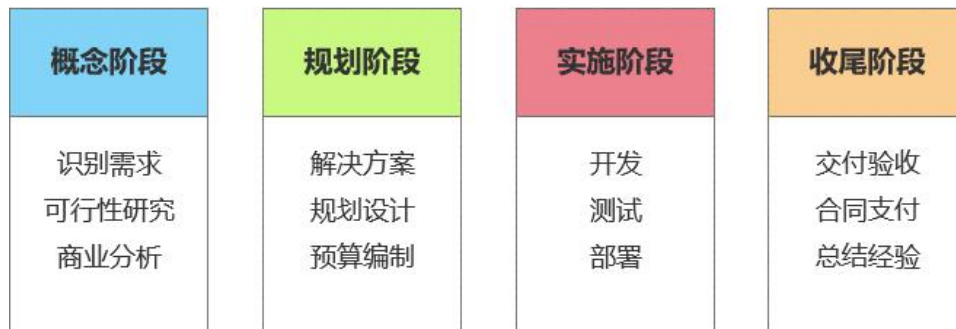 概念阶段
识别需求
可行性研究
商业分析
规划阶段
解决方案
规划设计
预算编制
实施阶段
开发
测试
部署
收尾阶段
交付验收
合同支付
总结经验